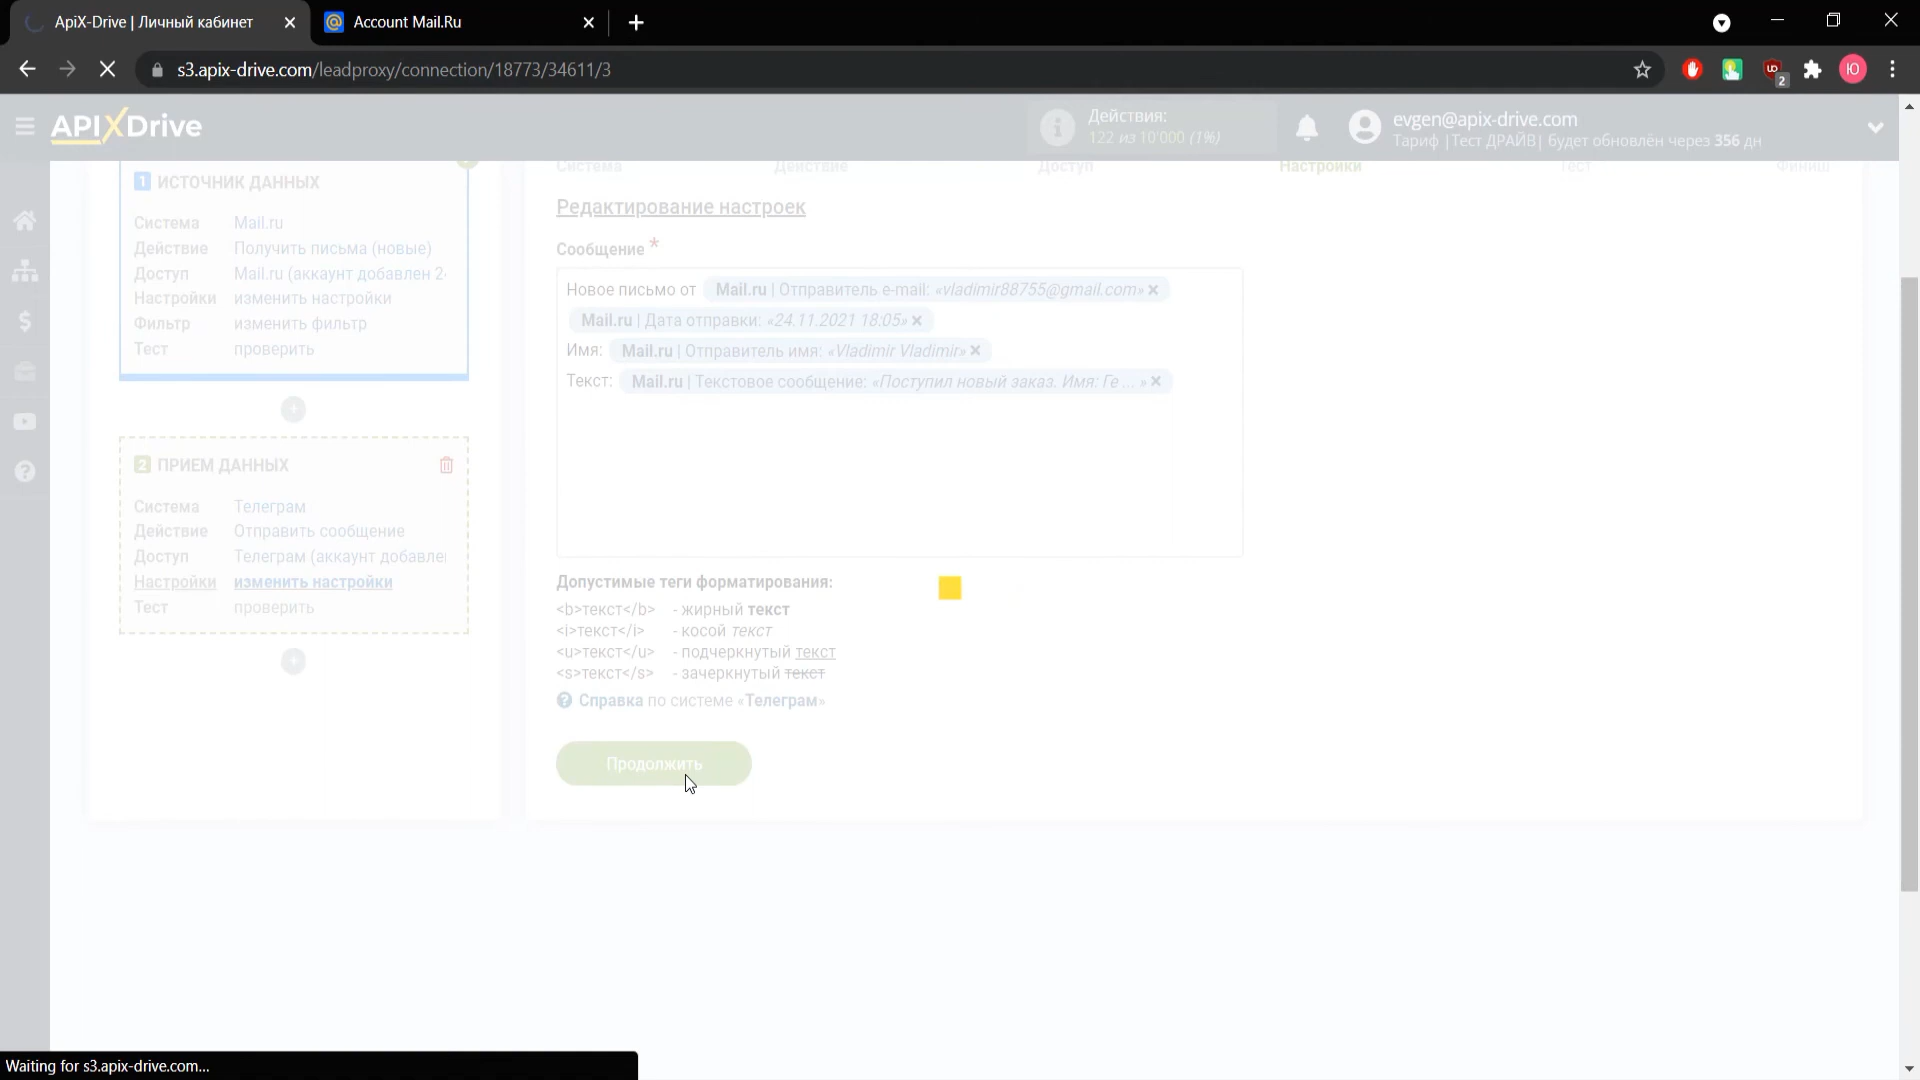 ApiX-Drive | Личный кабинет
Account Mail.Ru
s3.apix-drive.com/leadproxy/connection/18773/34611/3
Ю
2
APIXDrive
Действия:
122 из 10'000 (1%)
evgen@apix-drive.com
Тариф |Тест ДРАЙВ| будет обновлён через 356 дн
1 ИСТОЧНИК ДАННЫХ
Система Mail.ru
Действие Получить письма (новые)
Доступ Mail.ru (аккаунт добавлен 2-
Настройки изменить настройки
Фильтр изменить фильтр
Тест проверить
2 ПРИЕМ ДАННЫХ
Система Телеграм
Действие Отправить сообщение
Доступ Телеграм (аккаунт добавле
Настройки изменить настройки
Тест проверить
Система Действие Доступ Настройки Тест Финиш
Редактирование настроек
Сообщение *
Новое письмо от Mail.ru | Отправитель e-mail: «vladimir88755@gmail.com»
Mail.ru | Дата отправки: «24.11.2021 18:05»
Имя: Mail.ru | Отправитель имя: «Vladimir Vladimir»
Текст: Mail.ru | Текстовое сообщение: «Поступил новый заказ. Имя: Ге ... »
Допустимые теги форматирования:
<b>текст</b> - жирный текст
<i>текст</i> - косой текст
<u>текст</u> - подчеркнутый текст
<s>текст</s> - зачеркнутый текст
Справка по системе «Телеграм»
Продолжить
Waiting for s3.apix-drive.com...